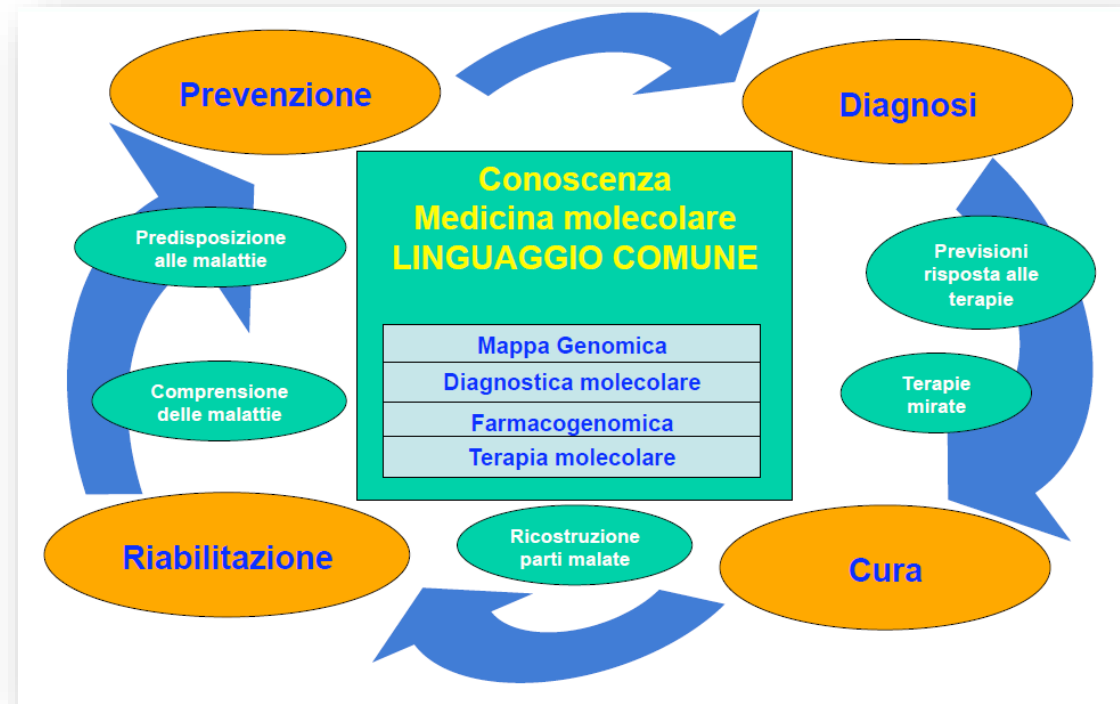 Prevenzione
Diagnosi
Conoscenza
Medicina molecolare
LINGUAGGIO COMUNE
Predisposizione
alle malattie
Previsioni
risposta alle
terapie
Mappa Genomica
Diagnostica molecolare
Farmacogenomica
Terapia molecolare
Comprensione
delle malattie
Terapie
mirate
Riabilitazione
Ricostruzione
parti malate
Cura